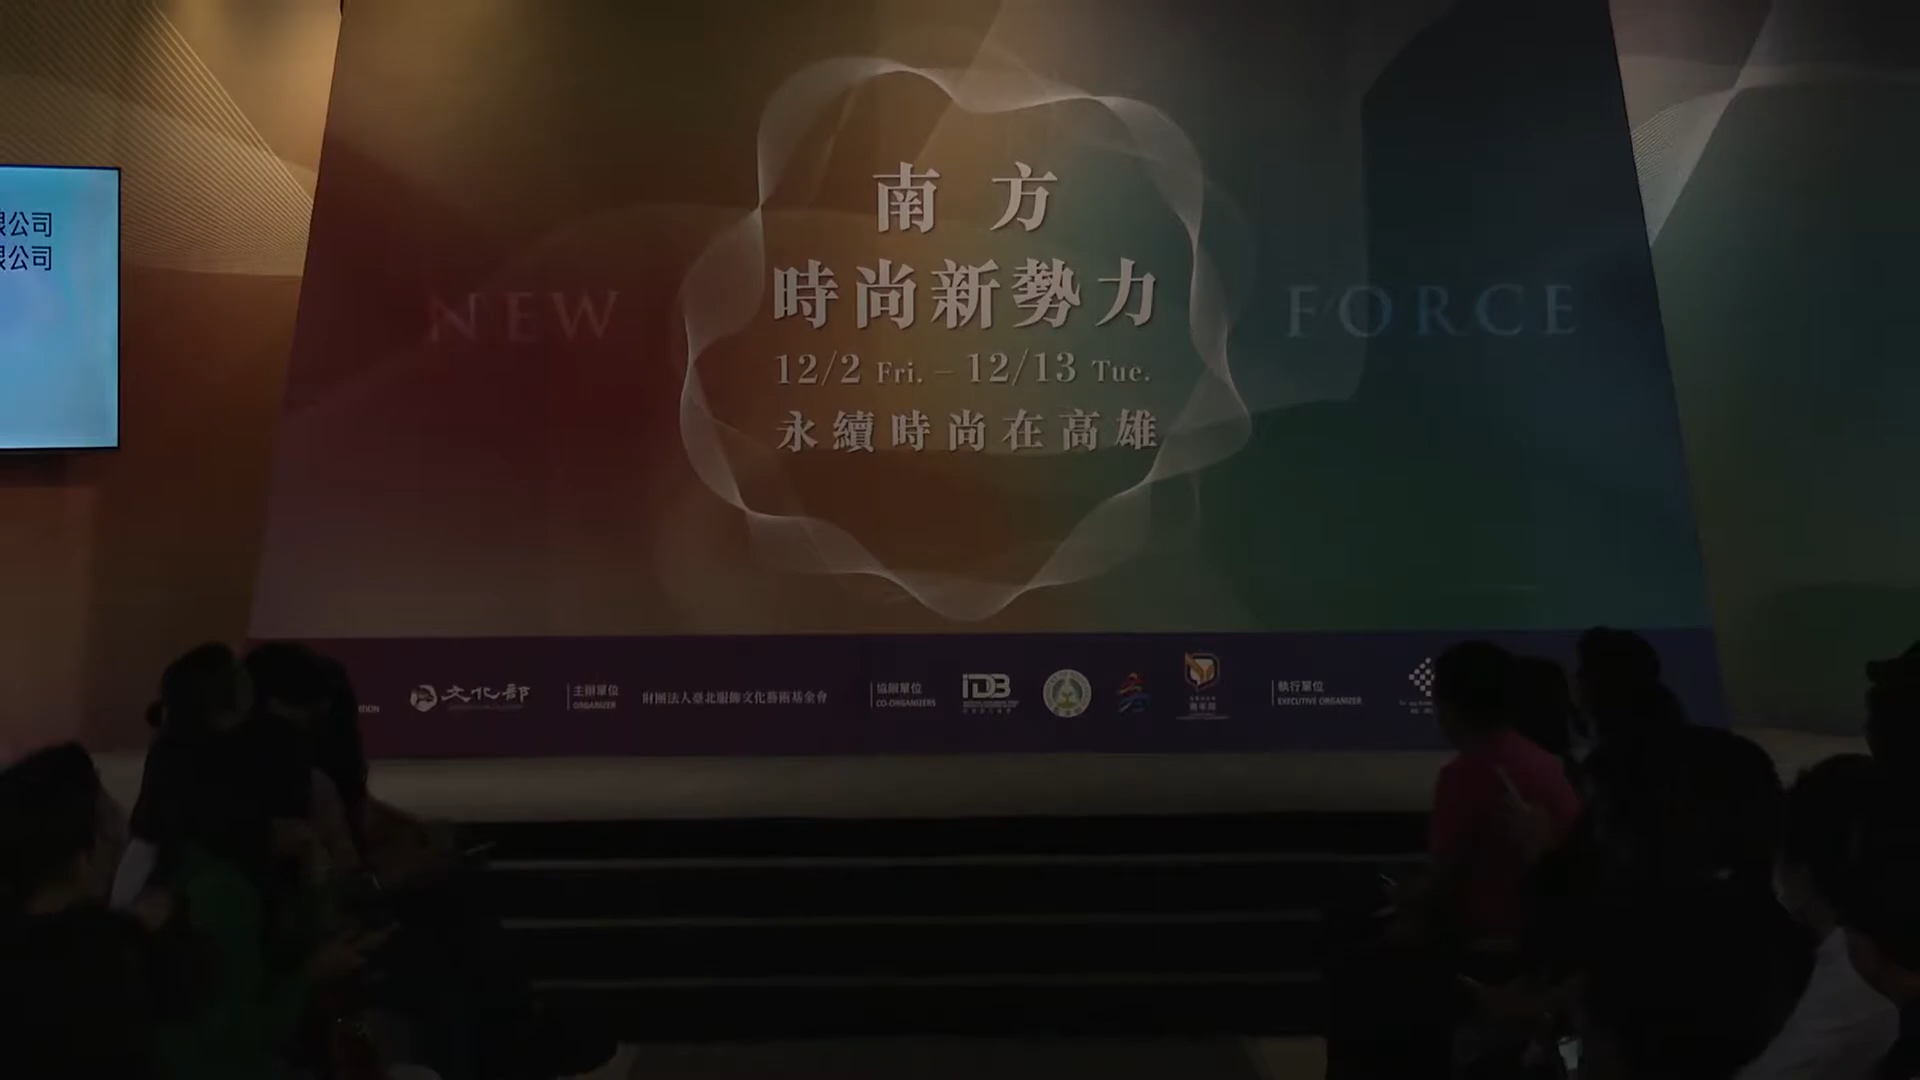 限公司
限公司
南方
時尚新勢力
NEW
FORCE
12/2 Fri. – 12/13 Tue.
永續時尚在高雄
文化部
主辦單位
ORGANIZER
財團法人臺北服飾文化藝術基金會
協辦單位
CO-ORGANIZERS
IDB
執行單位
EXECUTIVE ORGANIZER